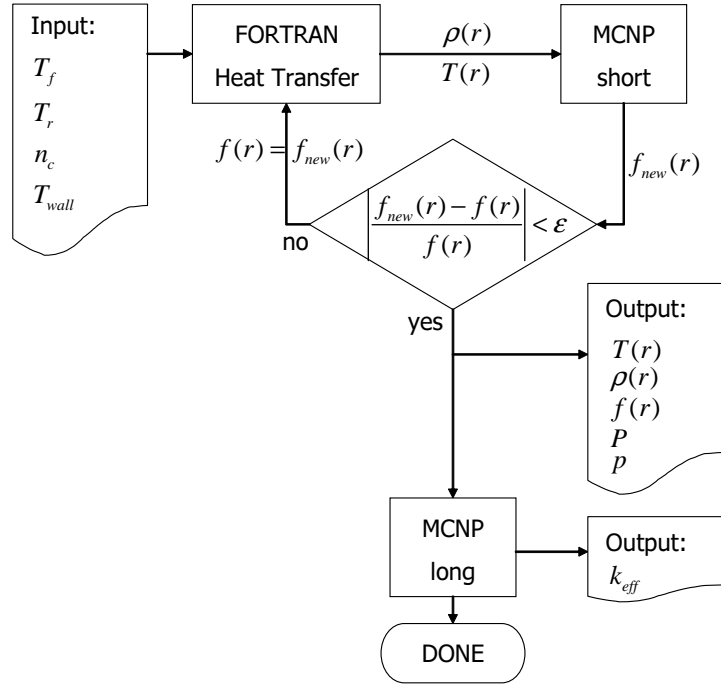 Input:
T_f
T_r
n_c
T_wall
FORTRAN
Heat Transfer
ρ(r)
T(r)
MCNP
short
f(r) = f_new(r)
f_new(r)
|(f_new(r) − f(r)) / f(r)| < ε
no
yes
Output:
T(r)
ρ(r)
f(r)
P
p
MCNP
long
Output:
k_eff
DONE